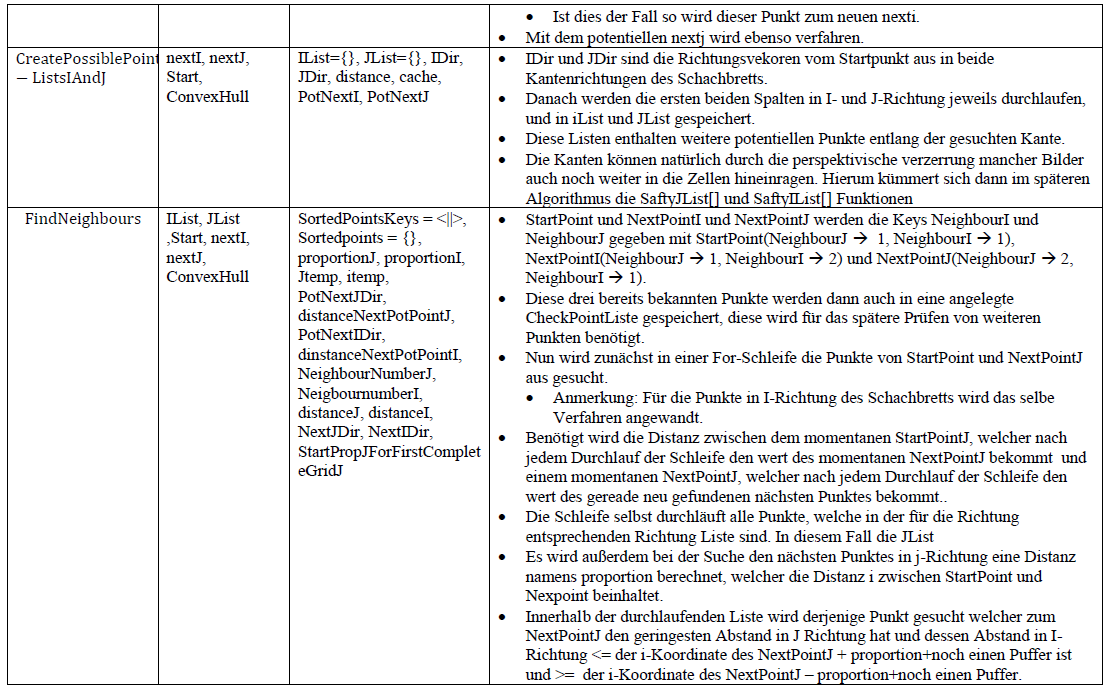 • Ist dies der Fall so wird dieser Punkt zum neuen nexti.
• Mit dem potentiellen nextj wird ebenso verfahren.
CreatePossiblePoint
– ListsIAndJ
nextI, nextJ,
Start,
ConvexHull
IList={}, JList={}, IDir,
JDir, distance, cache,
PotNextI, PotNextJ
• IDir und JDir sind die Richtungsvekoren vom Startpunkt aus in beide
Kantenrichtungen des Schachbretts.
• Danach werden die ersten beiden Spalten in I- und J-Richtung jeweils durchlaufen,
und in iList und JList gespeichert.
• Diese Listen enthalten weitere potentiellen Punkte entlang der gesuchten Kante.
• Die Kanten können natürlich durch die perspektivische verzerrung mancher Bilder
auch noch weiter in die Zellen hineinragen. Hierum kümmert sich dann im späteren
Algorithmus die SaftyJList[] und SaftyIList[] Funktionen
FindNeighbours
IList, JList
,Start, nextI,
nextJ,
ConvexHull
SortedPointsKeys = <||>,
Sortedpoints = {},
proportionJ, proportionI,
Jtemp, itemp,
PotNextJDir,
distanceNextPotPointJ,
PotNextIDir,
dinstanceNextPotPointI,
NeighbourNumberJ,
NeigbournumberI,
distanceJ, distanceI,
NextJDir, NextIDir,
StartPropJForFirstComplet
eGridJ
• StartPoint und NextPointI und NextPointJ werden die Keys NeighbourI und
NeighbourJ gegeben mit StartPoint(NeighbourJ → 1, NeighbourI → 1),
NextPointI(NeighbourJ → 1, NeighbourI → 2) und NextPointJ(NeighbourJ → 2,
NeighbourI → 1).
• Diese drei bereits bekannten Punkte werden dann auch in eine angelegte
CheckPointListe gespeichert, diese wird für das spätere Prüfen von weiteren
Punkten benötigt.
• Nun wird zunächst in einer For-Schleife die Punkte von StartPoint und NextPointJ
aus gesucht.
• Anmerkung: Für die Punkte in I-Richtung des Schachbretts wird das selbe
Verfahren angewandt.
• Benötigt wird die Distanz zwischen dem momentanen StartPointJ, welcher nach
jedem Durchlauf der Schleife den wert des momentanen NextPointJ bekommt und
einem momentanen NextPointJ, welcher nach jedem Durchlauf der Schleife den
wert des gereade neu gefundenen nächsten Punktes bekommt..
• Die Schleife selbst durchläuft alle Punkte, welche in der für die Richtung
entsprechenden Richtung Liste sind. In diesem Fall die JList
• Es wird außerdem bei der Suche den nächsten Punktes in j-Richtung eine Distanz
namens proportion berechnet, welcher die Distanz i zwischen StartPoint und
Nexpoint beinhaltet.
• Innerhalb der durchlaufenden Liste wird derjenige Punkt gesucht welcher zum
NextPointJ den geringesten Abstand in J Richtung hat und dessen Abstand in I-
Richtung <= der i-Koordinate des NextPointJ + proportion+noch einen Puffer ist
und >= der i-Koordinate des NextPointJ – proportion+noch einen Puffer.